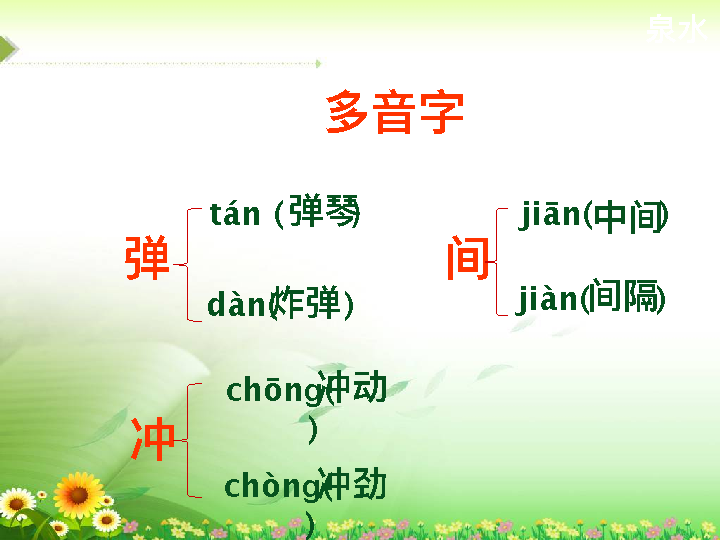 泉水
多音字
弹
tán (弹琴)
dàn(炸弹)
间
jiān(中间)
jiàn(间隔)
冲
chōng(冲动)
chòng(冲劲)